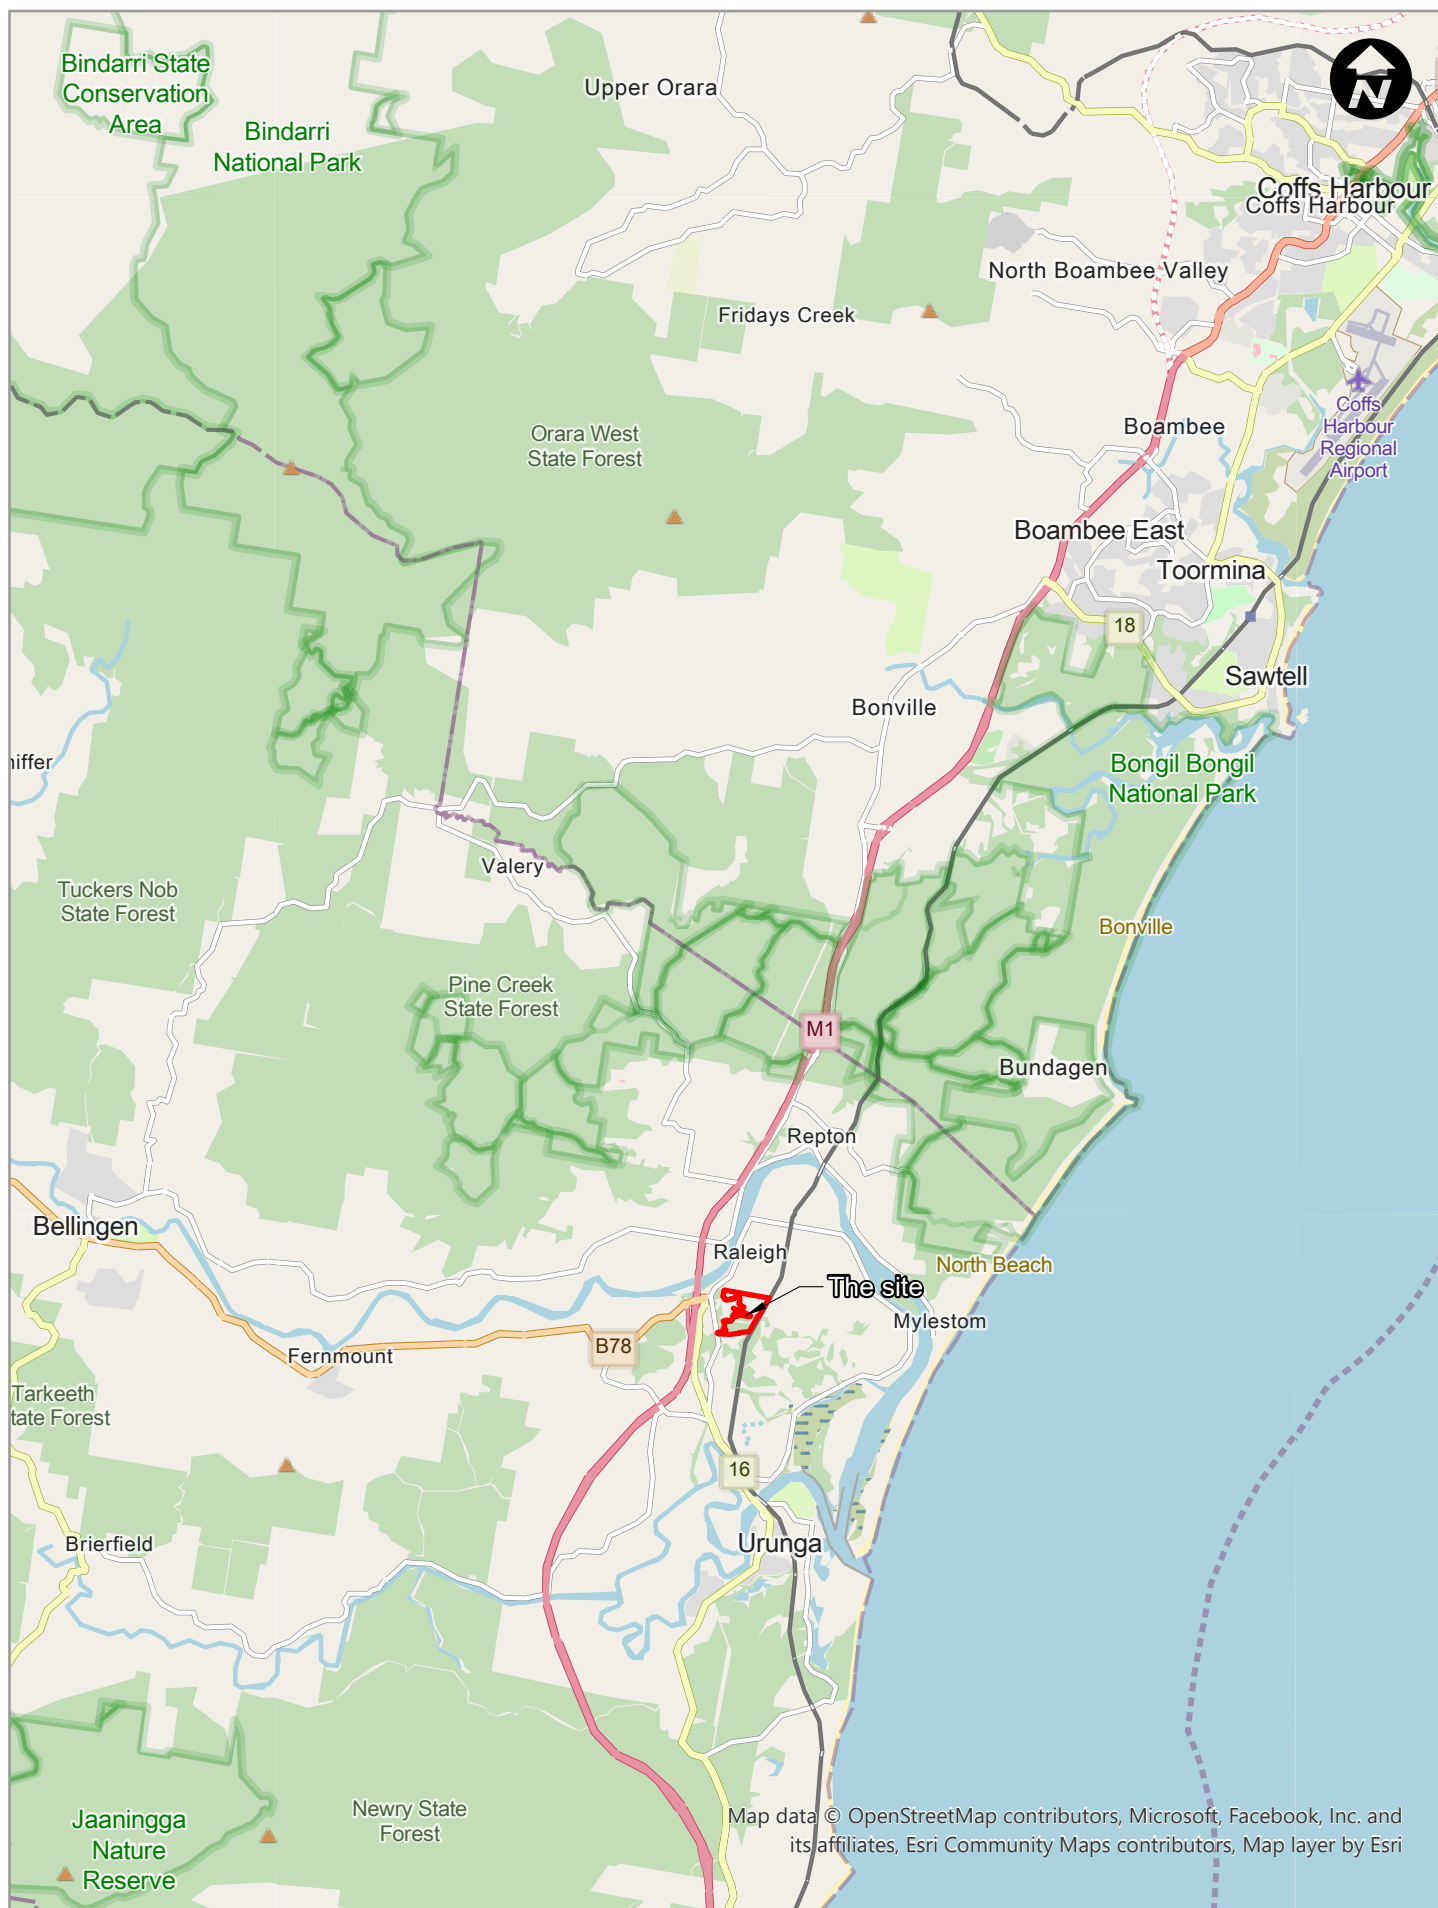 Bindarri State
Conservation
Area
Bindarri
National Park
Upper Orara
N
Coffs Harbour
Coffs Harbour
North Boambee Valley
Fridays Creek
Coffs
Harbour
Regional
Airport
Boambee
Orara West
State Forest
Boambee East
Toormina
18
Sawtell
Bonville
niffer
Bongil Bongil
National Park
Valery
Tuckers Nob
State Forest
Bonville
Pine Creek
State Forest
M1
Bundagen
Repton
Bellingen
Raleigh
North Beach
The site
Mylestom
B78
Fernmount
Tarkeeth
tate Forest
16
Brierfield
Urunga
Jaaningga
Nature
Reserve
Newry State
Forest
Map data © OpenStreetMap contributors, Microsoft, Facebook, Inc. and
its affiliates, Esri Community Maps contributors, Map layer by Esri